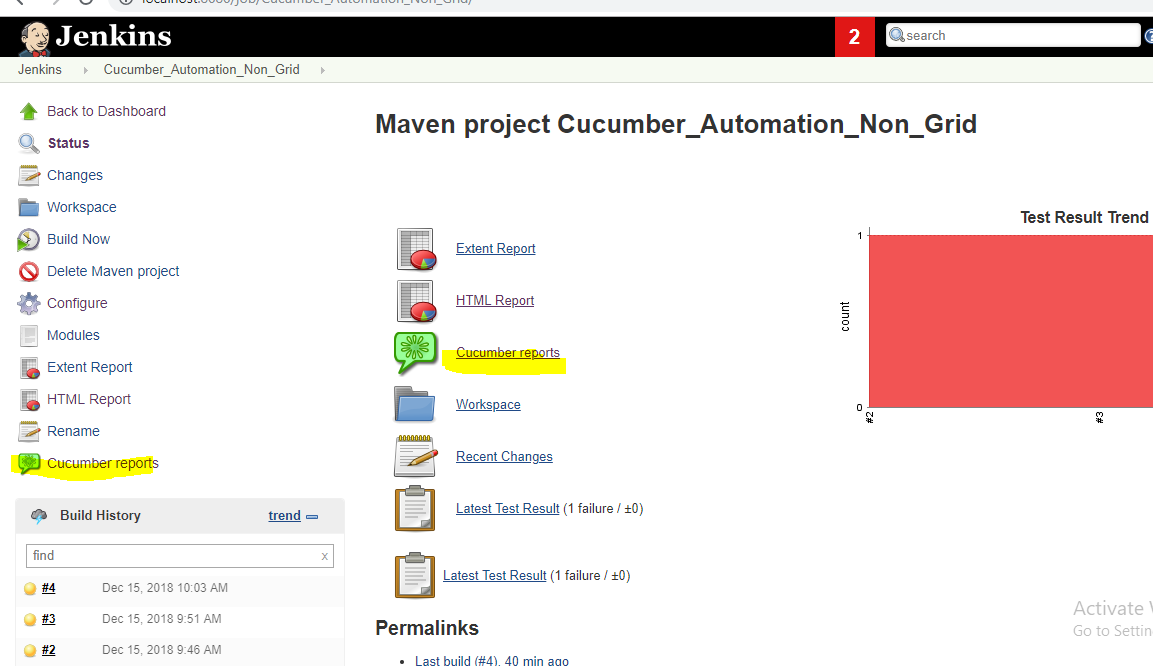 localhost:8080/job/Cucumber_Automation_Non_Grid/
Jenkins
2
search
Jenkins
Cucumber_Automation_Non_Grid
Back to Dashboard
Status
Changes
Workspace
Build Now
Delete Maven project
Configure
Modules
Extent Report
HTML Report
Rename
Cucumber reports
Build History
trend
find
x
#4 Dec 15, 2018 10:03 AM
#3 Dec 15, 2018 9:51 AM
#2 Dec 15, 2018 9:46 AM
Maven project Cucumber_Automation_Non_Grid
Extent Report
HTML Report
Cucumber reports
Workspace
Recent Changes
Latest Test Result (1 failure / ±0)
Latest Test Result (1 failure / ±0)
Permalinks
Last build (#4), 40 min ago
Test Result Trend
1
count
0
#2
#3
Activate
Go to Settin